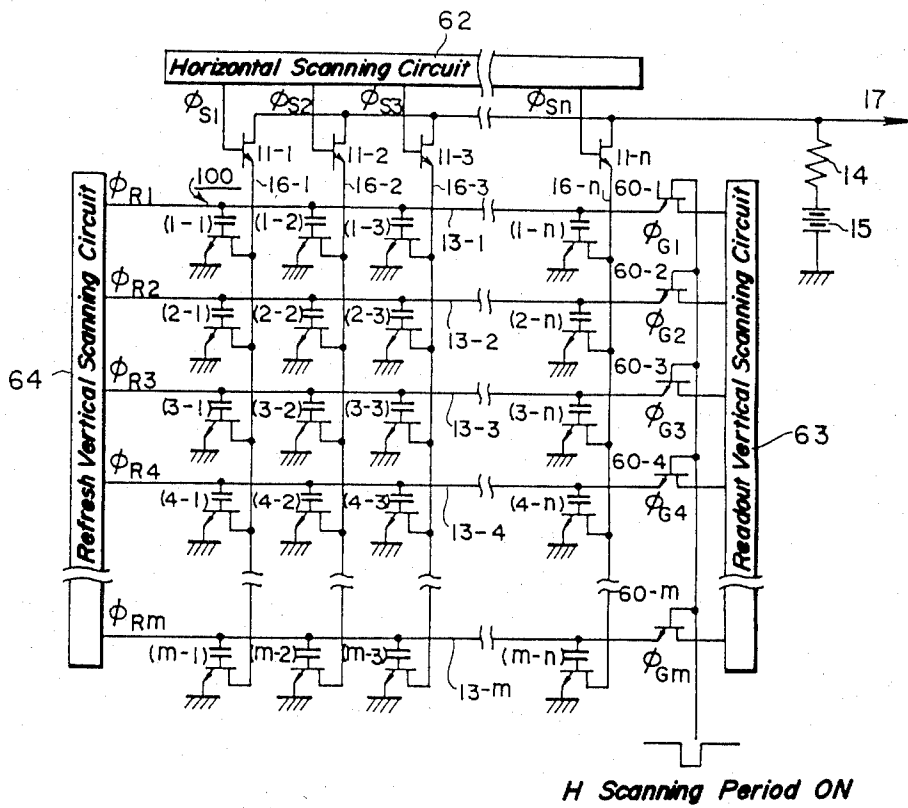 62
Horizontal Scanning Circuit
ϕS1 ϕS2 ϕS3 ϕSn 17
11-1 11-2 11-3 11-n
14
100 16-1 16-2 16-3 16-n 60-1
ϕR1
(1-1) (1-2) (1-3) 13-1 (1-n) ϕG1 15
60-2
ϕR2
(2-1) (2-2) (2-3) 13-2 (2-n) ϕG2
60-3
64
ϕR3
(3-1) (3-2) (3-3) 13-3 (3-n) ϕG3
63
60-4
ϕR4
(4-1) (4-2) (4-3) 13-4 (4-n) ϕG4
Refresh Vertical Scanning Circuit
Readout Vertical Scanning Circuit
60-m
ϕRm
(m-1) (m-2) (m-3) 13-m (m-n) ϕGm
H Scanning Period ON